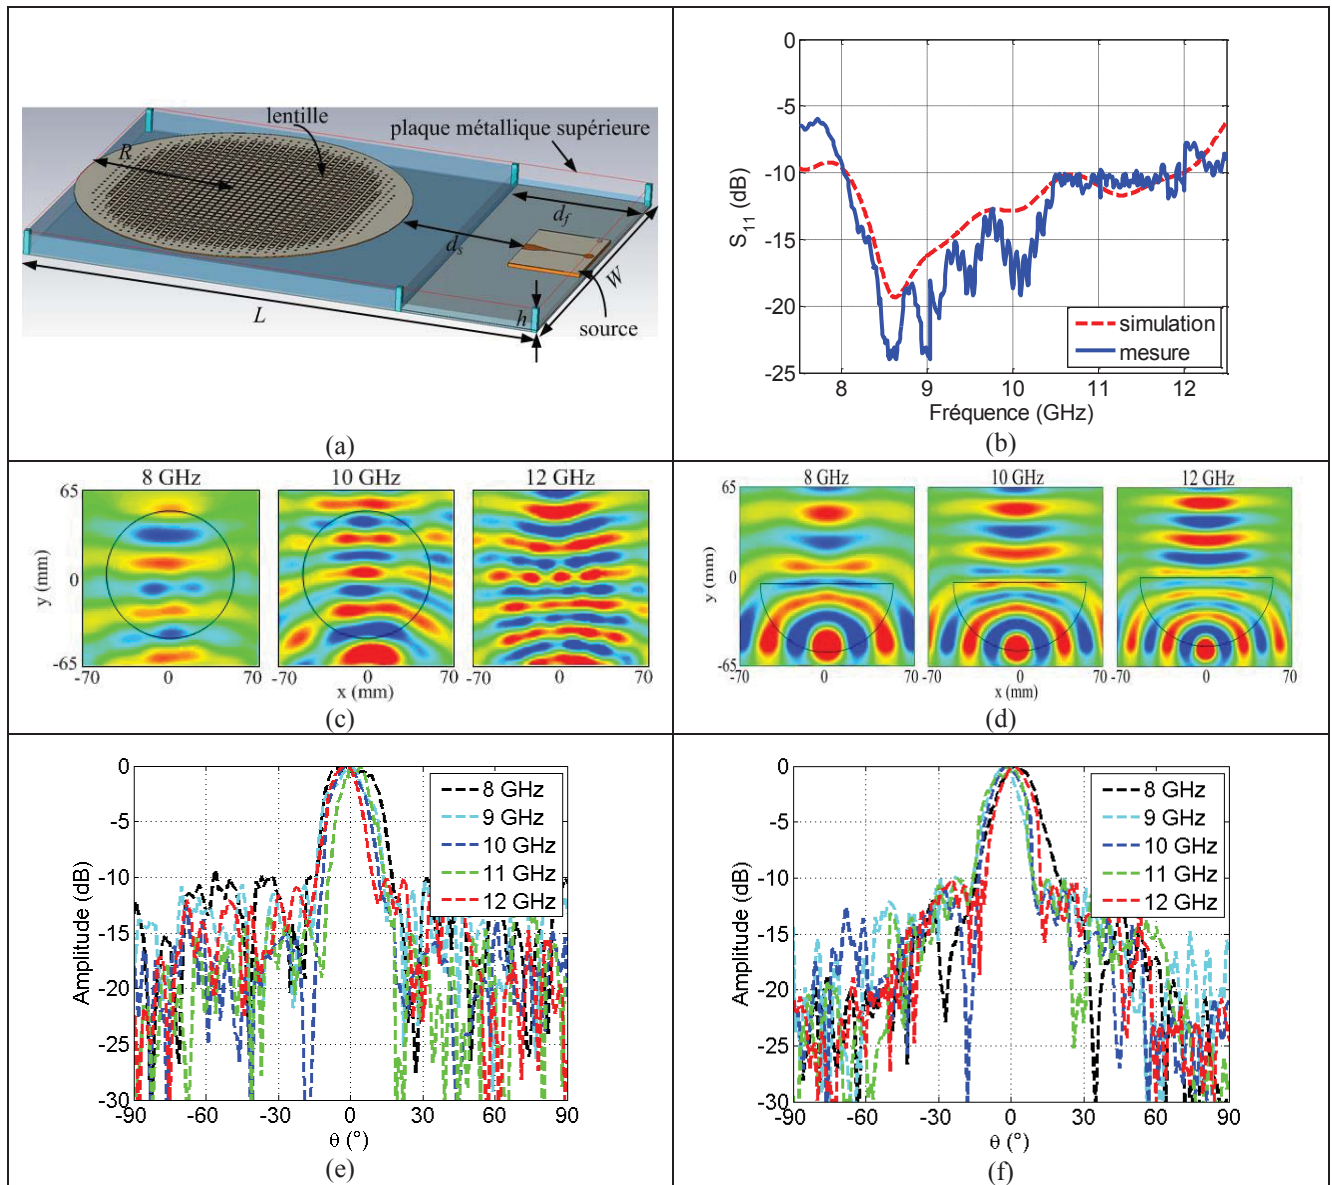 lentille
plaque métallique supérieure
R
d_f
d_s
W
L
h
source
(a)
0
-5
-10
-15
-20
-25
S_11 (dB)
simulation
mesure
8 9 10 11 12
Fréquence (GHz)
(b)
8 GHz 10 GHz 12 GHz
65
y (mm)
0
-65
-70 0 70 -70 0 70 -70 0 70
x (mm)
(c)
8 GHz 10 GHz 12 GHz
65
y (mm)
0
-65
-70 0 70 -70 0 70 -70 0 70
x (mm)
(d)
0
-5
-10
-15
-20
-25
-30
Amplitude (dB)
8 GHz
9 GHz
10 GHz
11 GHz
12 GHz
-90 -60 -30 0 30 60 90
θ (°)
(e)
0
-5
-10
-15
-20
-25
-30
Amplitude (dB)
8 GHz
9 GHz
10 GHz
11 GHz
12 GHz
-90 -60 -30 0 30 60 90
θ (°)
(f)